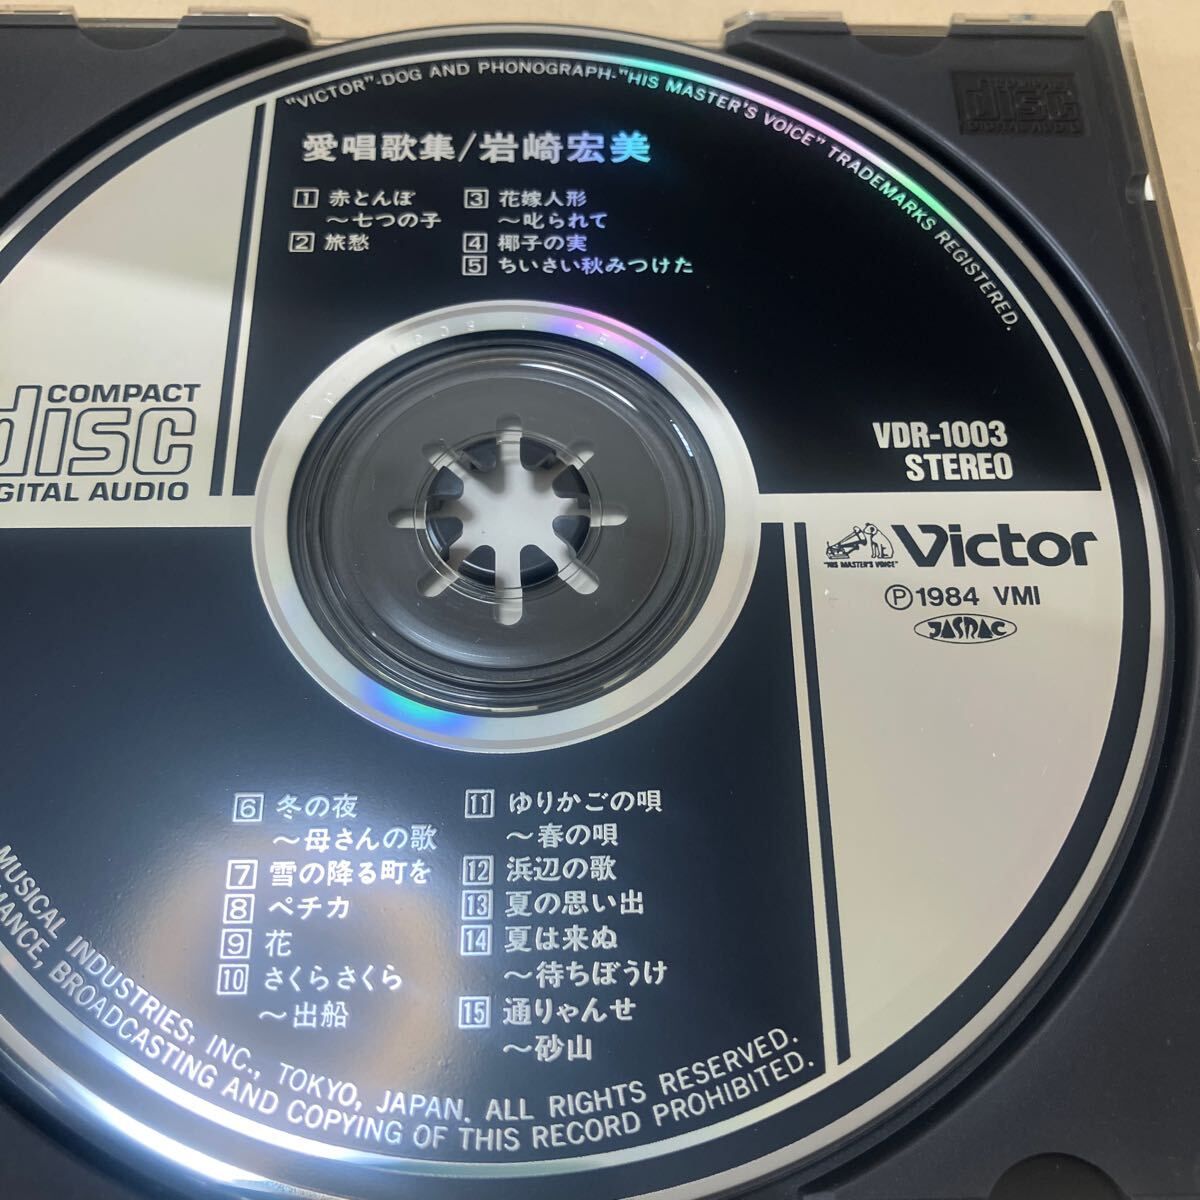 "VICTOR"-DOG AND PHONOGRAPH-"HIS MASTER'S VOICE" TRADEMARKS REGISTERED.
愛唱歌集/岩崎宏美
1 赤とんぼ
〜七つの子
2 旅愁
3 花嫁人形
〜叱られて
4 椰子の実
5 ちいさい秋みつけた
COMPACT
disc
DIGITAL AUDIO
VDR-1003
STEREO
"HIS MASTER'S VOICE"
Victor
Ⓟ1984 VMI
JASRAC
6 冬の夜
〜母さんの歌
7 雪の降る町を
8 ペチカ
9 花
10 さくらさくら
〜出船
11 ゆりかごの唄
〜春の唄
12 浜辺の歌
13 夏の思い出
14 夏は来ぬ
〜待ちぼうけ
15 通りゃんせ
〜砂山
MUSICAL INDUSTRIES, INC., TOKYO, JAPAN. ALL RIGHTS RESERVED.
MANCE, BROADCASTING AND COPYING OF THIS RECORD PROHIBITED.